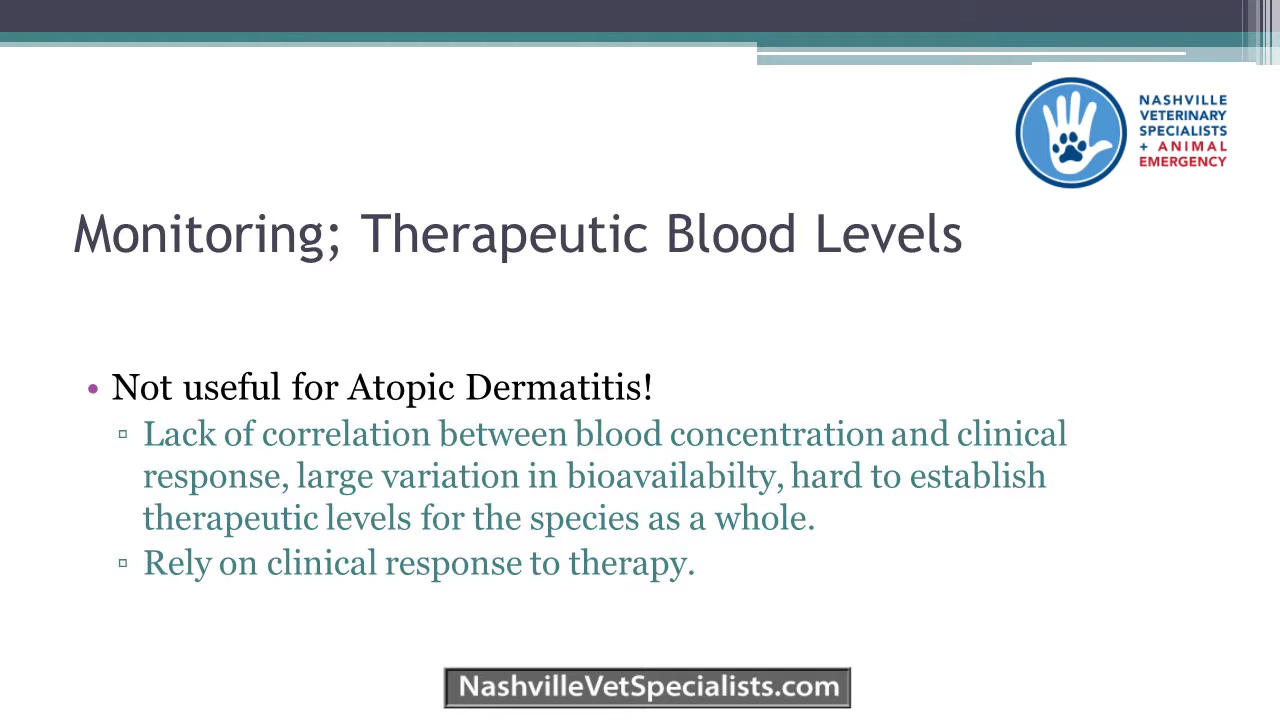 NASHVILLE
VETERINARY
SPECIALISTS
+ ANIMAL
EMERGENCY
Monitoring; Therapeutic Blood Levels
• Not useful for Atopic Dermatitis!
▫ Lack of correlation between blood concentration and clinical
response, large variation in bioavailabilty, hard to establish
therapeutic levels for the species as a whole.
▫ Rely on clinical response to therapy.
NashvilleVetSpecialists.com